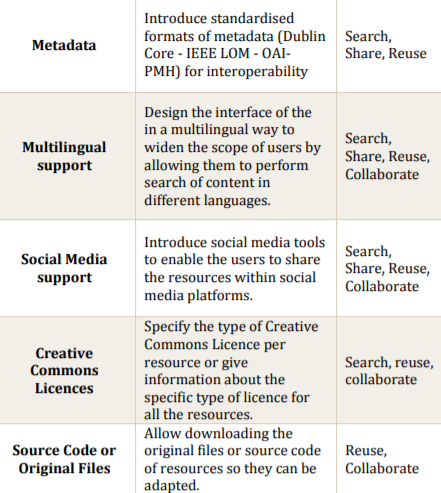 Metadata
Introduce standardised
formats of metadata (Dublin
Core - IEEE LOM - OAI-
PMH) for interoperability
Search,
Share, Reuse
Multilingual
support
Design the interface of the
in a multilingual way to
widen the scope of users by
allowing them to perform
search of content in
different languages.
Search,
Share, Reuse,
Collaborate
Social Media
support
Introduce social media tools
to enable the users to share
the resources within social
media platforms.
Search,
Share, Reuse,
Collaborate
Creative
Commons
Licences
Specify the type of Creative
Commons Licence per
resource or give
information about the
specific type of licence for
all the resources.
Search, reuse,
collaborate
Source Code or
Original Files
Allow downloading the
original files or source code
of resources so they can be
adapted.
Reuse,
Collaborate